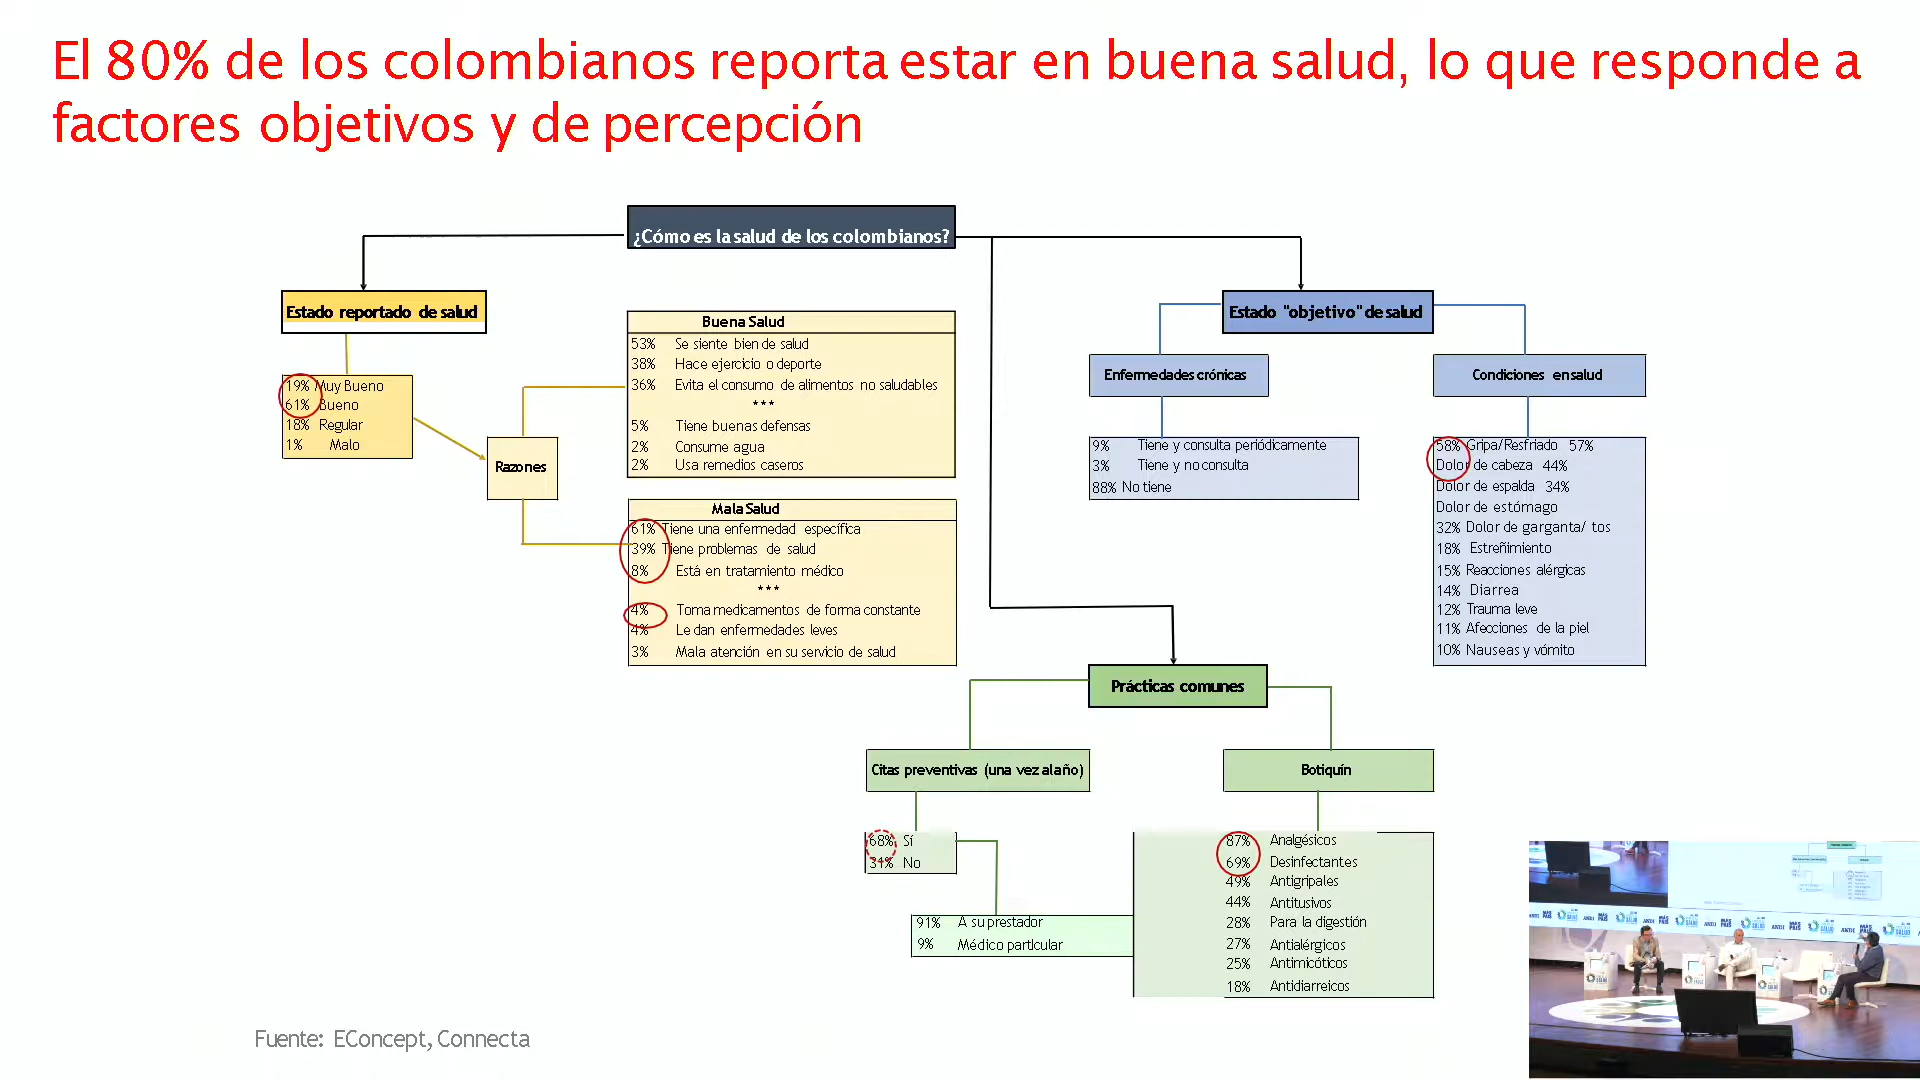 El 80% de los colombianos reporta estar en buena salud, lo que responde a
factores objetivos y de percepción
¿Cómo es la salud de los colombianos?
Estado reportado de salud
19% Muy Bueno
61% Bueno
18% Regular
1% Malo
Razones
Buena Salud
53% Se siente bien de salud
38% Hace ejercicio o deporte
36% Evita el consumo de alimentos no saludables
***
5% Tiene buenas defensas
2% Consume agua
2% Usa remedios caseros
Mala Salud
61% Tiene una enfermedad específica
39% Tiene problemas de salud
8% Está en tratamiento médico
***
4% Toma medicamentos de forma constante
4% Le dan enfermedades leves
3% Mala atención en su servicio de salud
Estado "objetivo" de salud
Enfermedades crónicas
9% Tiene y consulta periódicamente
3% Tiene y no consulta
88% No tiene
Condiciones en salud
58% Gripa/Resfriado 57%
Dolor de cabeza 44%
Dolor de espalda 34%
Dolor de estómago
32% Dolor de garganta/ tos
18% Estreñimiento
15% Reacciones alérgicas
14% Diarrea
12% Trauma leve
11% Afecciones de la piel
10% Nauseas y vómito
Prácticas comunes
Citas preventivas (una vez al año)
68% Sí
31% No
91% A su prestador
9% Médico particular
Botiquín
87% Analgésicos
69% Desinfectantes
49% Antigripales
44% Antitusivos
28% Para la digestión
27% Antialérgicos
25% Antimicóticos
18% Antidiarreicos
Fuente: EConcept, Connecta